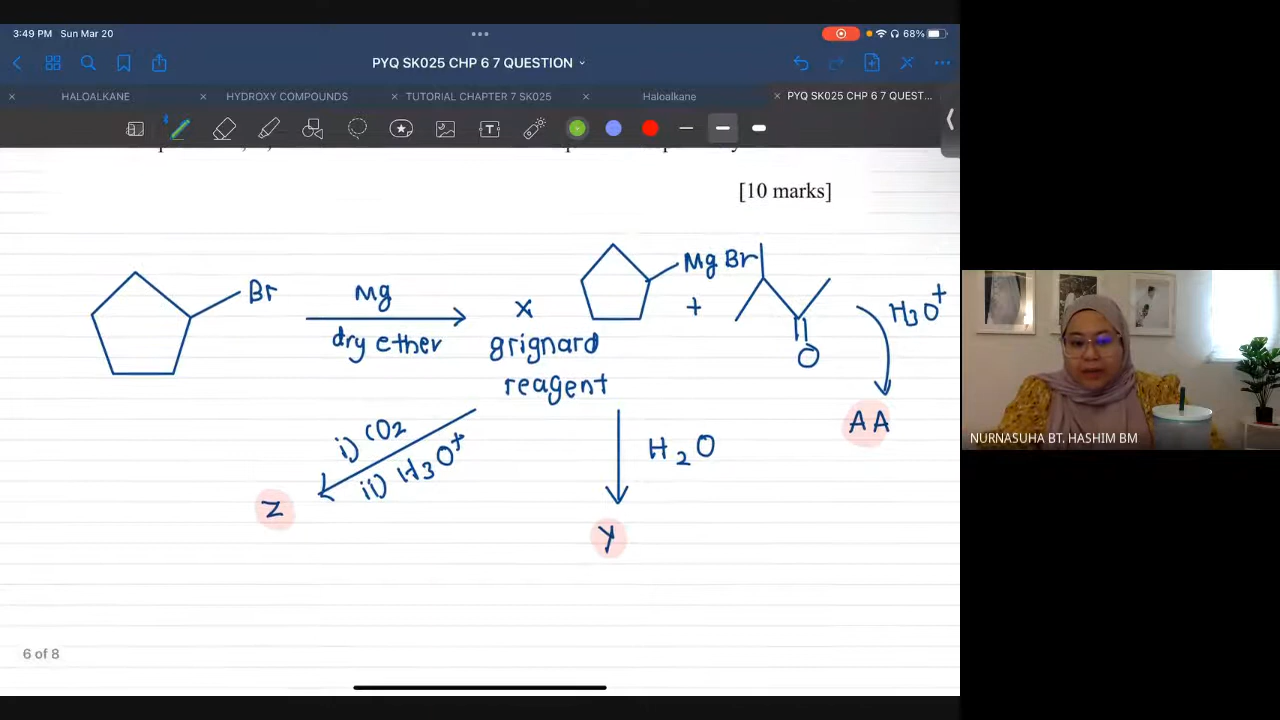 3:49 PM Sun Mar 20
68%
PYQ SK025 CHP 6 7 QUESTION
HALOALKANE
HYDROXY COMPOUNDS
TUTORIAL CHAPTER 7 SK025
Haloalkane
PYQ SK025 CHP 6 7 QUEST...
[10 marks]
Br
Mg
dry ether
X
grignard
reagent
MgBr
+
O
H3O+
AA
i) CO2
ii) H3O+
Z
H2O
y
6 of 8
NURNASUHA BT. HASHIM BM